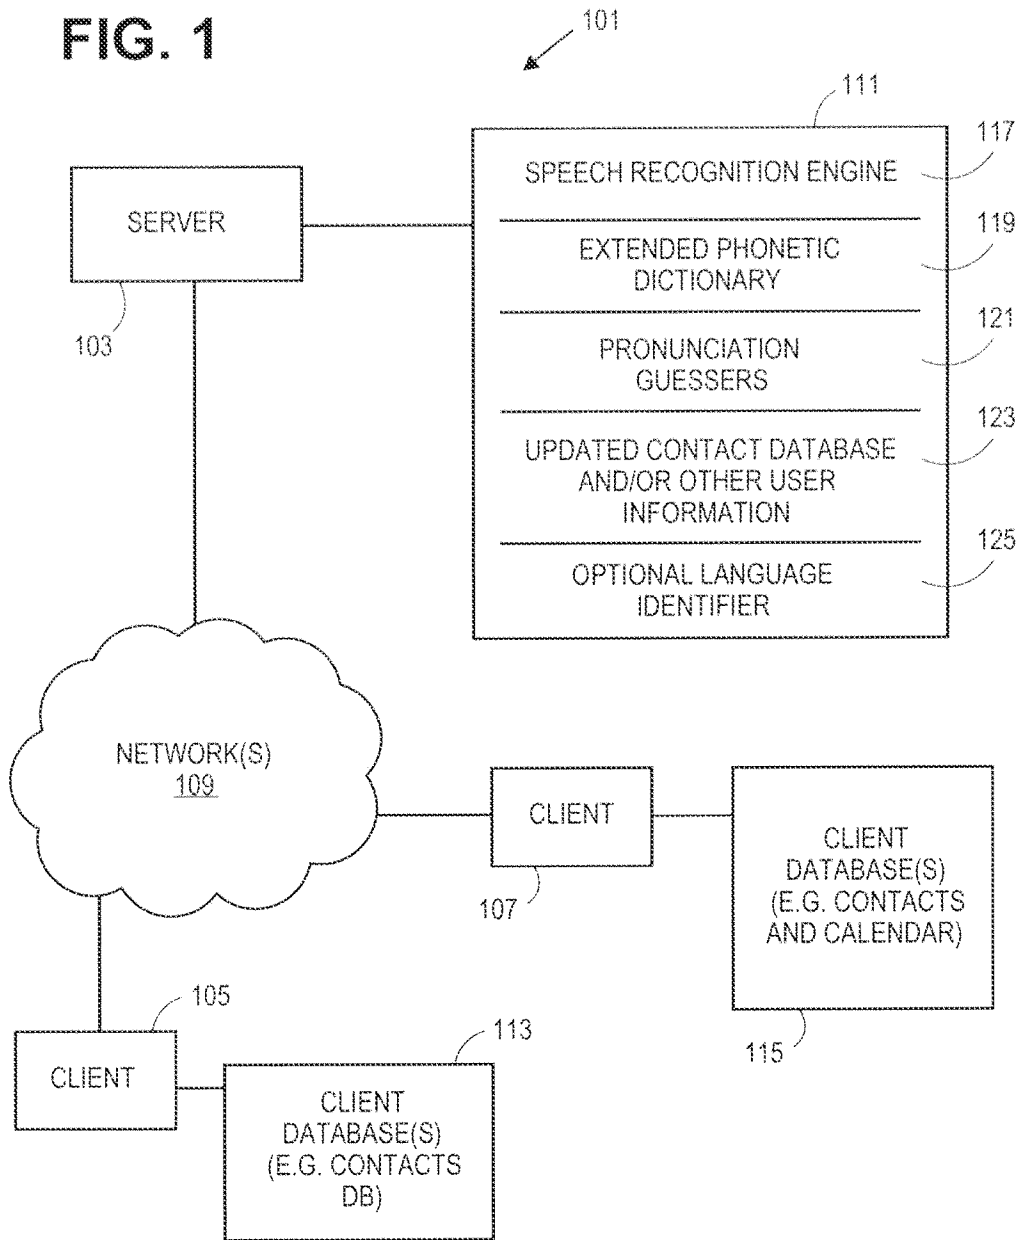 FIG. 1
101
111
SPEECH RECOGNITION ENGINE
117
EXTENDED PHONETIC
DICTIONARY
119
PRONUNCIATION
GUESSERS
121
UPDATED CONTACT DATABASE
AND/OR OTHER USER
INFORMATION
123
OPTIONAL LANGUAGE
IDENTIFIER
125
SERVER
103
NETWORK(S)
109
CLIENT
107
CLIENT
DATABASE(S)
(E.G. CONTACTS
AND CALENDAR)
115
CLIENT
105
CLIENT
DATABASE(S)
(E.G. CONTACTS
DB)
113